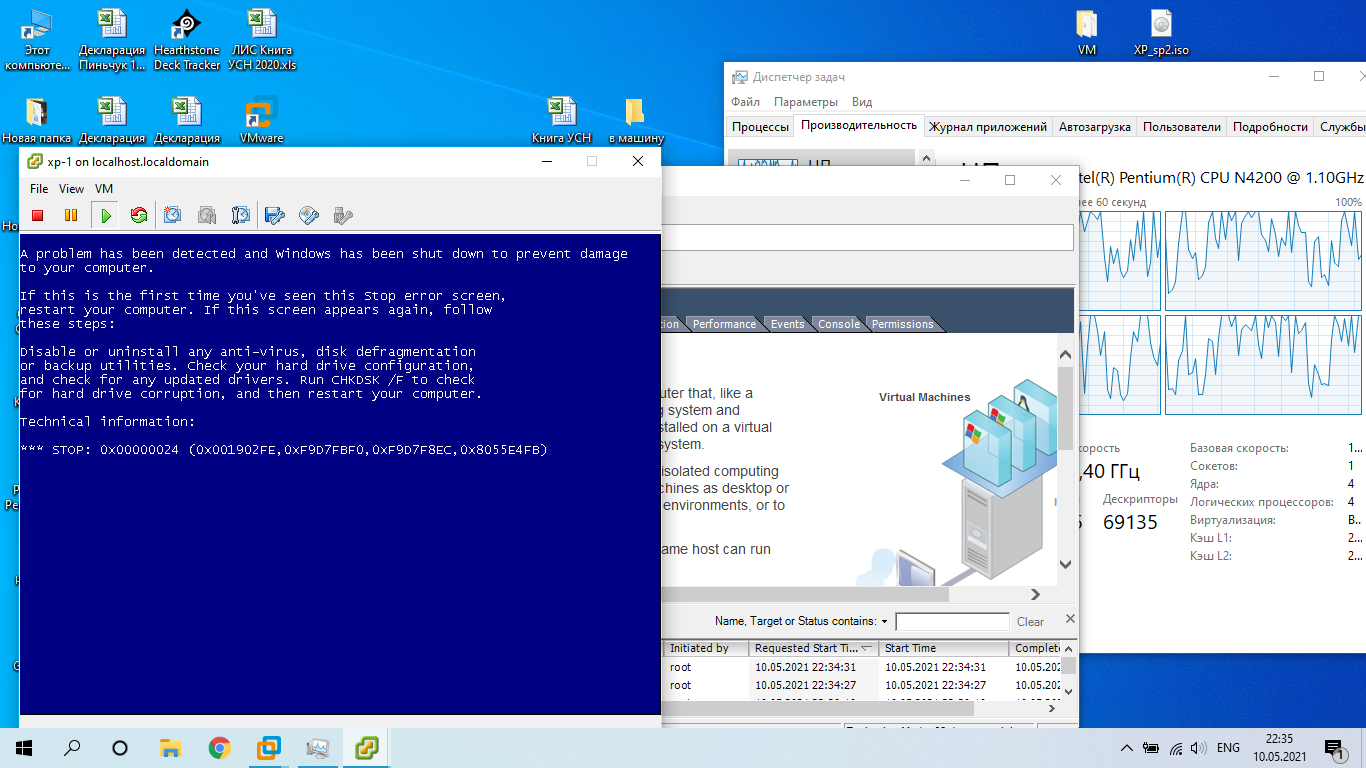 Этот
компьюте...
Декларация
Пиньчук 1...
Hearthstone
Deck Tracker
ЛИС Книга
УСН 2020.xls
VM
XP_sp2.iso
Новая папка
Декларация
Декларация
VMware
Книга УСН
в машину
Диспетчер задач
Файл Параметры Вид
Процессы Производительность Журнал приложений Автозагрузка Пользователи Подробности Службы
ntel(R) Pentium(R) CPU N4200 @ 1.10GHz
нее 60 секунд 100%
корость
,40 ГГц
Дескрипторы
5 69135
Базовая скорость: 1...
Сокетов: 1
Ядра: 4
Логических процессоров: 4
Виртуализация: В...
Кэш L1: 2...
Кэш L2: 2...
xp-1 on localhost.localdomain
File View VM
A problem has been detected and Windows has been shut down to prevent damage
to your computer.
If this is the first time you've seen this Stop error screen,
restart your computer. If this screen appears again, follow
these steps:
Disable or uninstall any anti-virus, disk defragmentation
or backup utilities. Check your hard drive configuration,
and check for any updated drivers. Run CHKDSK /F to check
for hard drive corruption, and then restart your computer.
Technical information:
*** STOP: 0x00000024 (0x001902FE,0xF9D7FBF0,0xF9D7F8EC,0x8055E4FB)
tion Performance Events Console Permissions
uter that, like a
g system and
stalled on a virtual
system.
isolated computing
chines as desktop or
environments, or to
ame host can run
Virtual Machines
Name, Target or Status contains: Clear
Initiated by Requested Start Ti... Start Time Complete
root 10.05.2021 22:34:31 10.05.2021 22:34:31 10.05.202
root 10.05.2021 22:34:27 10.05.2021 22:34:27 10.05.202
ENG
22:35
10.05.2021
1